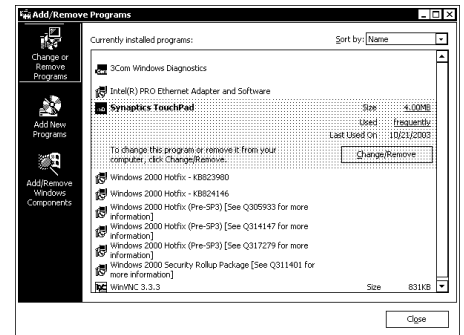 Add/Remove Programs
Change or
Remove
Programs
Add New
Programs
Add/Remove
Windows
Components
Currently installed programs:
Sort by: Name
3Com Windows Diagnostics
Intel(R) PRO Ethernet Adapter and Software
Synaptics TouchPad
Size 4.00MB
Used frequently
Last Used On 10/21/2003
To change this program or remove it from your
computer, click Change/Remove.
Change/Remove
Windows 2000 Hotfix - KB823980
Windows 2000 Hotfix - KB824146
Windows 2000 Hotfix (Pre-SP3) [See Q305933 for more
information]
Windows 2000 Hotfix (Pre-SP3) [See Q314147 for more
information]
Windows 2000 Hotfix (Pre-SP3) [See Q317279 for more
information]
Windows 2000 Security Rollup Package [See Q311401 for
more information]
WinVNC 3.3.3 Size 831KB
Close